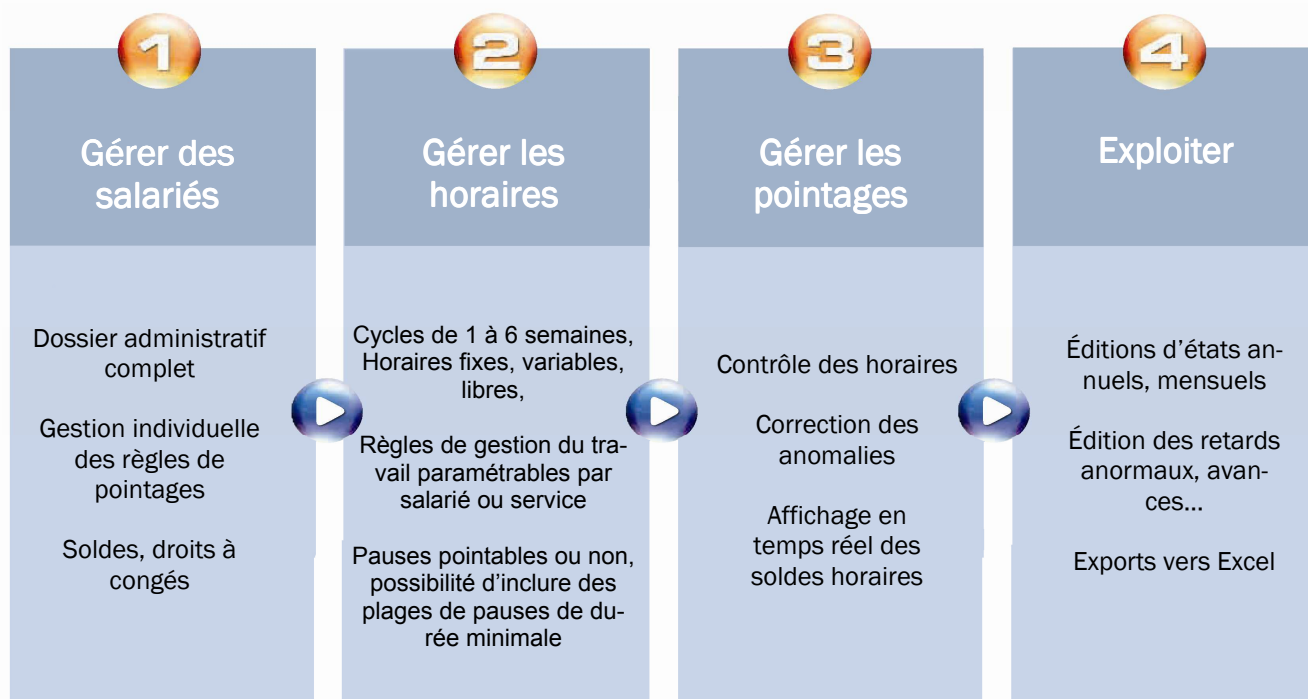 1
Gérer des
salariés
Dossier administratif
complet
Gestion individuelle
des règles de
pointages
Soldes, droits à
congés
2
Gérer les
horaires
Cycles de 1 à 6 semaines,
Horaires fixes, variables,
libres,
Règles de gestion du tra-
vail paramétrables par
salarié ou service
Pauses pointables ou non,
possibilité d'inclure des
plages de pauses de du-
rée minimale
3
Gérer les
pointages
Contrôle des horaires
Correction des
anomalies
Affichage en
temps réel des
soldes horaires
4
Exploiter
Éditions d'états an-
nuels, mensuels
Édition des retards
anormaux, avan-
ces...
Exports vers Excel